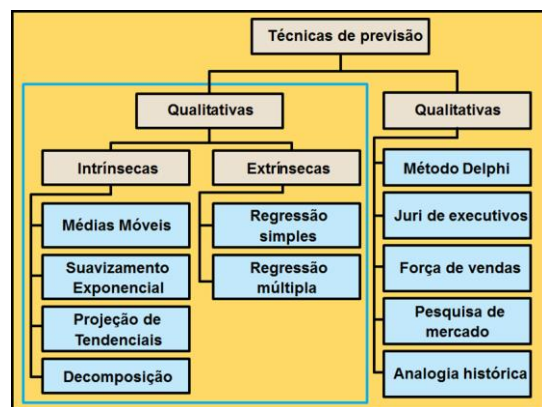 Técnicas de previsão
Qualitativas
Intrínsecas
Médias Móveis
Suavizamento
Exponencial
Projeção de
Tendenciais
Decomposição
Extrínsecas
Regressão
simples
Regressão
múltipla
Qualitativas
Método Delphi
Juri de executivos
Força de vendas
Pesquisa de
mercado
Analogia histórica